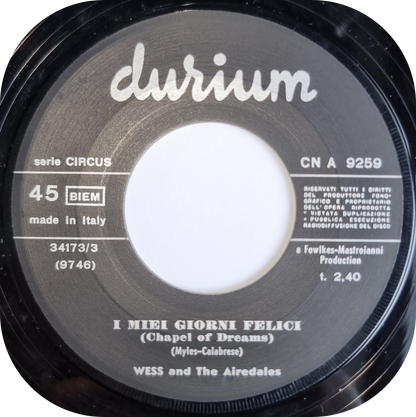 durium
serie CIRCUS
CN A 9259
45 BIEM
made in Italy
RISERVATI TUTTI I DIRITTI
DEL PRODUTTORE FONO-
GRAFICO E PROPRIETARIO
DELL'OPERA RIPRODOTTA
VIETATA DUPLICAZIONE
PUBBLICA ESECUZIONE
RADIODIFFUSIONE DEL DISCO
34173/3
(9746)
a Fowlkes-Mastroianni
Production
t. 2,40
I MIEI GIORNI FELICI
(Chapel of Dreams)
(Myles-Calabrese)
WESS and The Airedales